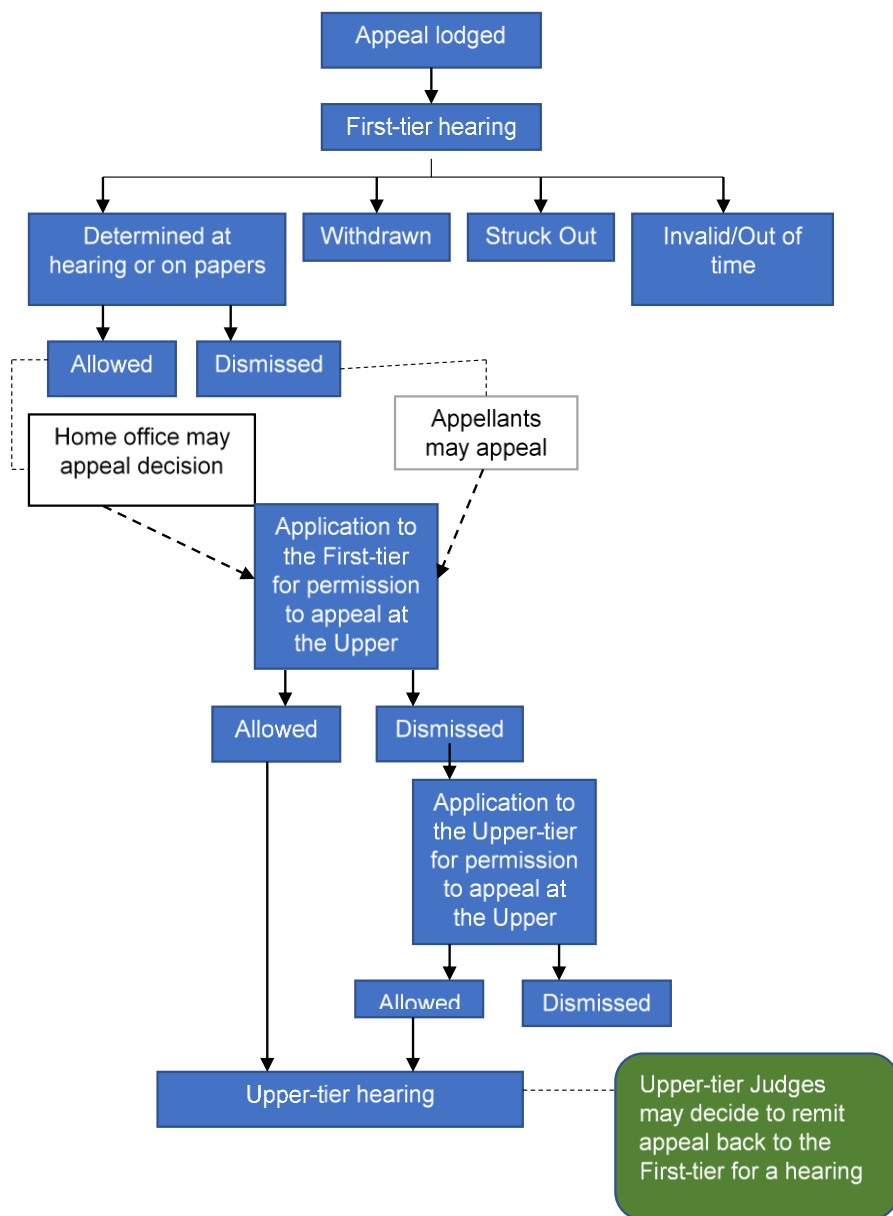 Appeal lodged
First-tier hearing
Determined at
hearing or on papers
Withdrawn
Struck Out
Invalid/Out of
time
Allowed
Dismissed
Home office may
appeal decision
Appellants
may appeal
Application to
the First-tier
for permission
to appeal at
the Upper
Allowed
Dismissed
Application to
the Upper-tier
for permission
to appeal at
the Upper
Allowed
Dismissed
Upper-tier hearing
Upper-tier Judges
may decide to remit
appeal back to the
First-tier for a hearing